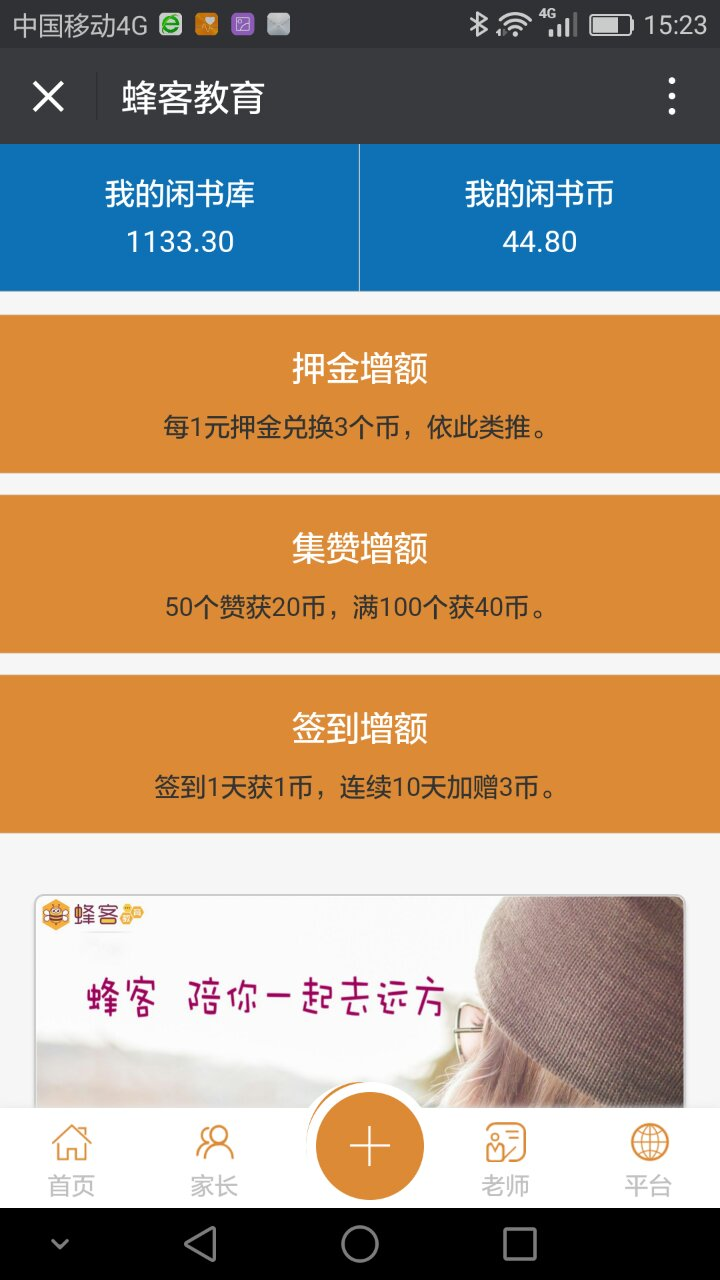 中国移动4G
4G
15:23
蜂客教育
我的闲书库
我的闲书币
1133.30
44.80
押金增额
每1元押金兑换3个币，依此类推。
集赞增额
50个赞获20币，满100个获40币。
签到增额
签到1天获1币，连续10天加赠3币。
蜂客
蜂客 陪你一起去远方
首页
家长
老师
平台